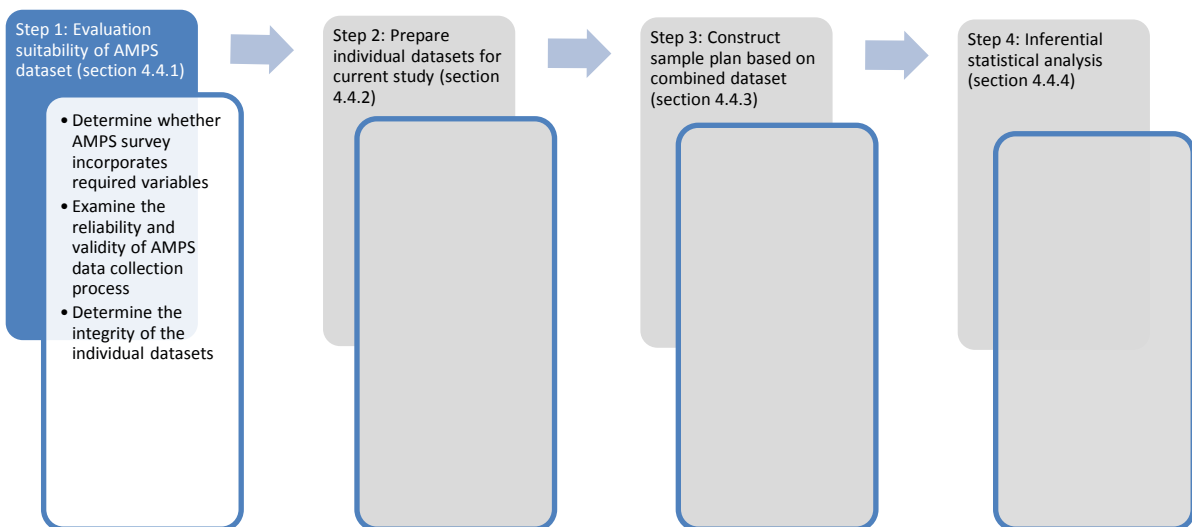 Step 1: Evaluation
suitability of AMPS
dataset (section 4.4.1)
• Determine whether
AMPS survey
incorporates
required variables
• Examine the
reliability and
validity of AMPS
data collection
process
• Determine the
integrity of the
individual datasets
Step 2: Prepare
individual datasets for
current study (section
4.4.2)
Step 3: Construct
sample plan based on
combined dataset
(section 4.4.3)
Step 4: Inferential
statistical analysis
(section 4.4.4)